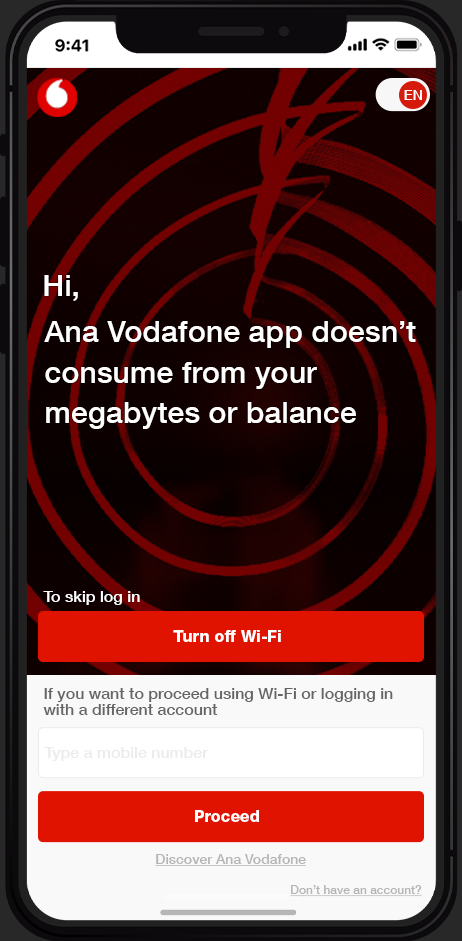 9:41
EN
Hi,
Ana Vodafone app doesn't
consume from your
megabytes or balance
To skip log in
Turn off Wi-Fi
If you want to proceed using Wi-Fi or logging in
with a different account
Type a mobile number
Proceed
Discover Ana Vodafone
Don't have an account?